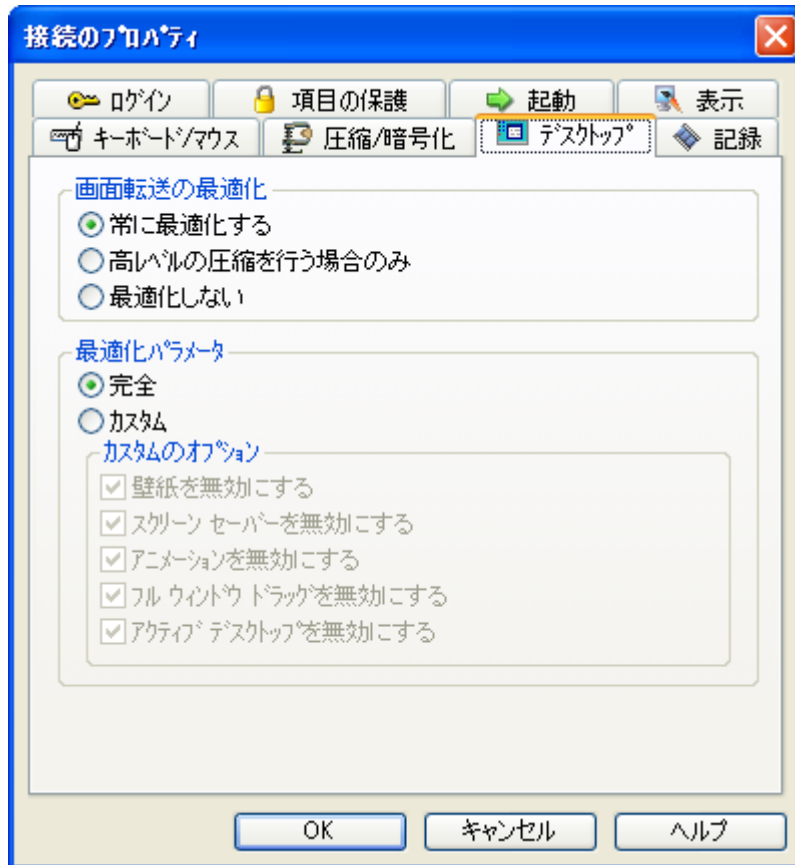 接続のﾌﾟﾛﾊﾟﾃｨ
ﾛｸﾞｲﾝ 項目の保護 起動 表示
ｷｰﾎﾞｰﾄﾞ/ﾏｳｽ 圧縮/暗号化 ﾃﾞｽｸﾄｯﾌﾟ 記録
画面転送の最適化
常に最適化する
高ﾚﾍﾞﾙの圧縮を行う場合のみ
最適化しない
最適化ﾊﾟﾗﾒｰﾀ
完全
ｶｽﾀﾑ
ｶｽﾀﾑのｵﾌﾟｼｮﾝ
壁紙を無効にする
ｽｸﾘｰﾝ ｾｰﾊﾞｰを無効にする
ｱﾆﾒｰｼｮﾝを無効にする
ﾌﾙ ｳｨﾝﾄﾞｳ ﾄﾞﾗｯｸﾞを無効にする
ｱｸﾃｨﾌﾞ ﾃﾞｽｸﾄｯﾌﾟを無効にする
OK キャンセル ヘルプ